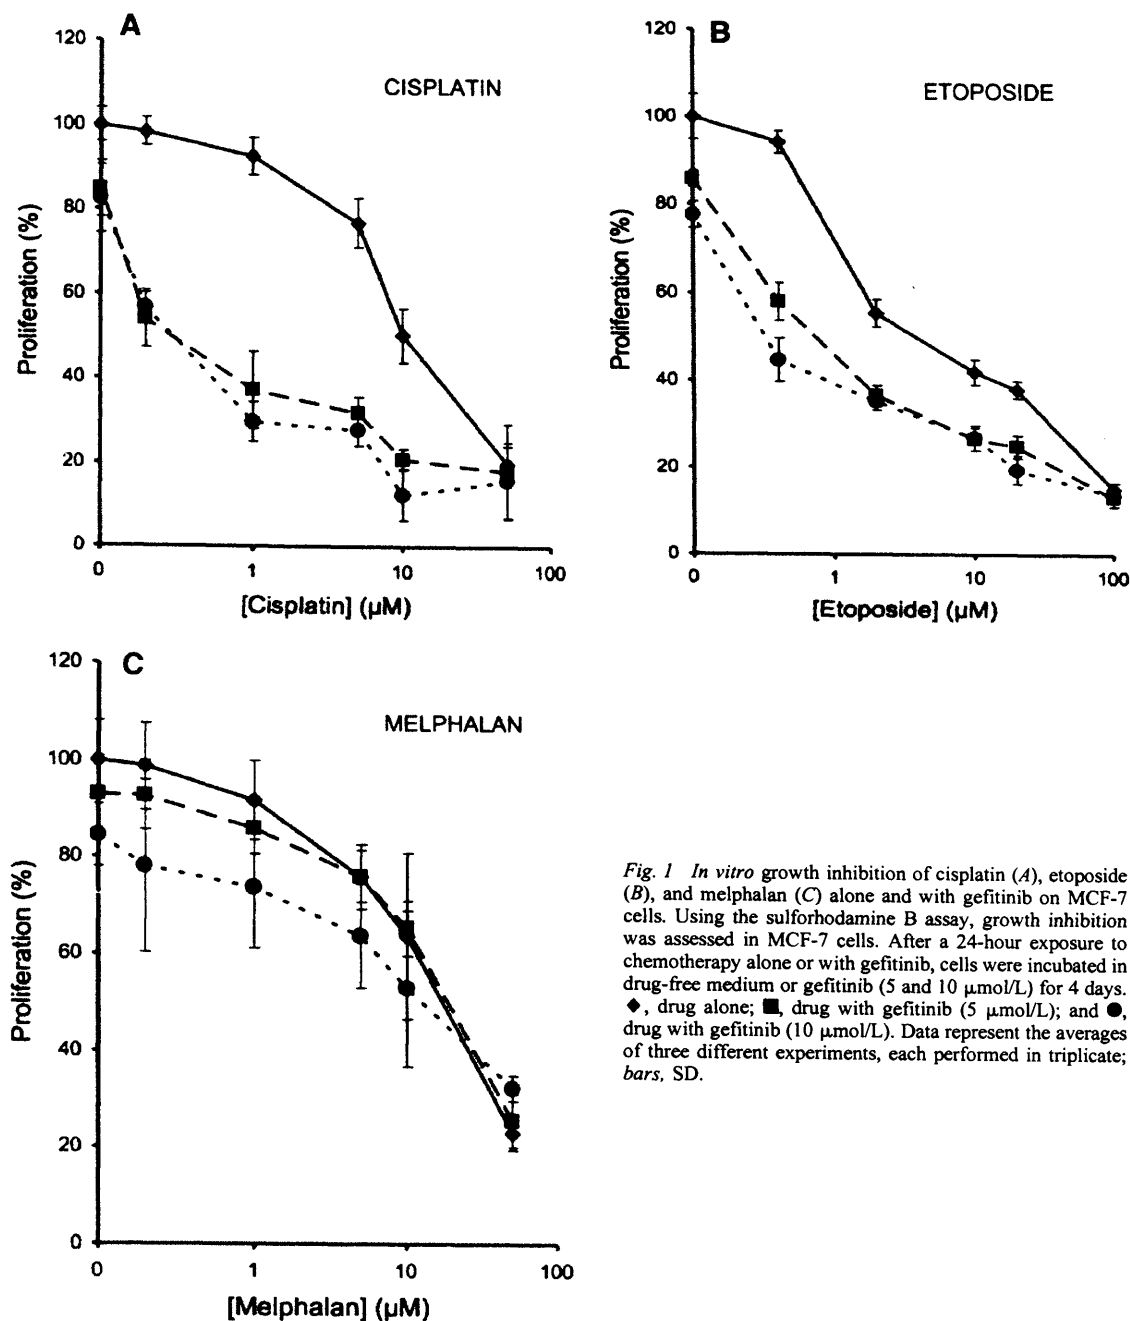 A
CISPLATIN
120
100
80
60
40
20
0
Proliferation (%)
0 1 10 100
[Cisplatin] (µM)
B
ETOPOSIDE
120
100
80
60
40
20
0
Proliferation (%)
0 1 10 100
[Etoposide] (µM)
C
MELPHALAN
120
100
80
60
40
20
0
Proliferation (%)
0 1 10 100
[Melphalan] (µM)
Fig. 1 In vitro growth inhibition of cisplatin (A), etoposide
(B), and melphalan (C) alone and with gefitinib on MCF-7
cells. Using the sulforhodamine B assay, growth inhibition
was assessed in MCF-7 cells. After a 24-hour exposure to
chemotherapy alone or with gefitinib, cells were incubated in
drug-free medium or gefitinib (5 and 10 µmol/L) for 4 days.
◆, drug alone; ■, drug with gefitinib (5 µmol/L); and ●,
drug with gefitinib (10 µmol/L). Data represent the averages
of three different experiments, each performed in triplicate;
bars, SD.